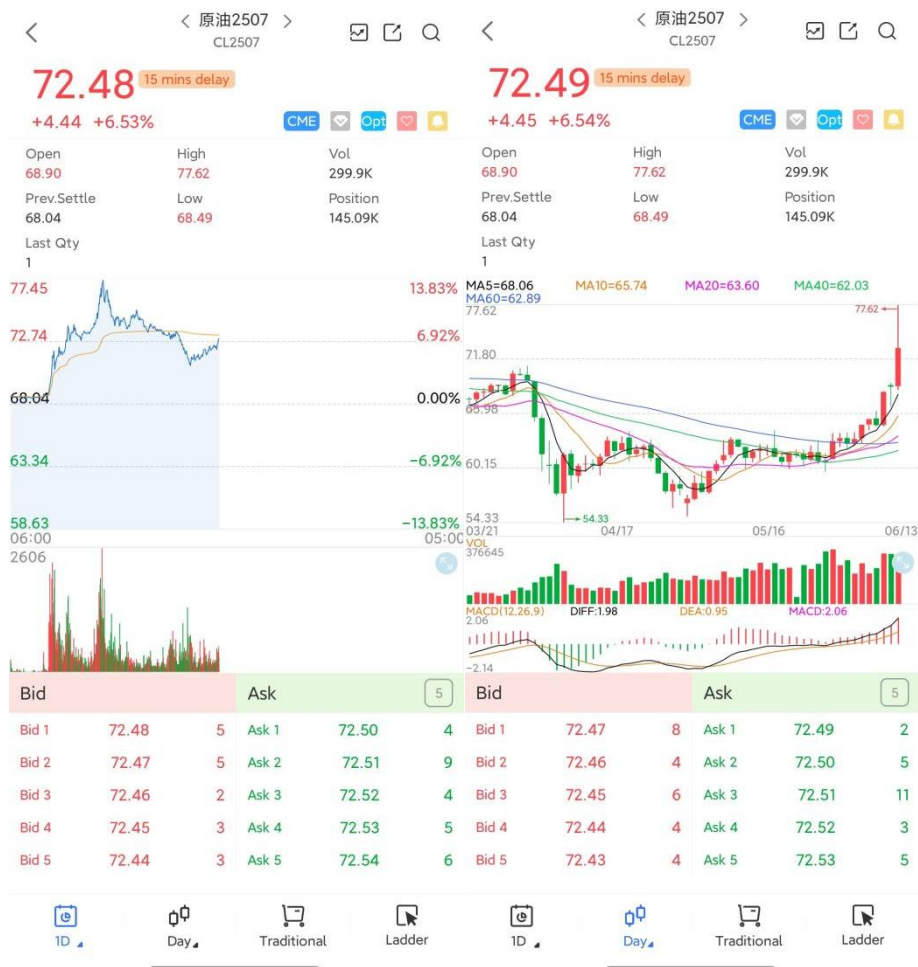 原油2507
CL2507
72.48 15 mins delay
+4.44 +6.53%
CME Opt
Open High Vol
68.90 77.62 299.9K
Prev.Settle Low Position
68.04 68.49 145.09K
Last Qty
1
77.45 13.83%
72.74 6.92%
68.04 0.00%
63.34 -6.92%
58.63 -13.83%
06:00 05:00
2606
Bid Ask 5
Bid 1 72.48 5 Ask 1 72.50 4
Bid 2 72.47 5 Ask 2 72.51 9
Bid 3 72.46 2 Ask 3 72.52 4
Bid 4 72.45 3 Ask 4 72.53 5
Bid 5 72.44 3 Ask 5 72.54 6
1D Day Traditional Ladder
原油2507
CL2507
72.49 15 mins delay
+4.45 +6.54%
CME Opt
Open High Vol
68.90 77.62 299.9K
Prev.Settle Low Position
68.04 68.49 145.09K
Last Qty
1
MA5=68.06 MA10=65.74 MA20=63.60 MA40=62.03
MA60=62.89
77.62 77.62
71.80
65.98
60.15
54.33 54.33
03/21 04/17 05/16 06/13
VOL
376645
MACD(12,26,9) DIFF:1.98 DEA:0.95 MACD:2.06
2.06
-2.14
Bid Ask 5
Bid 1 72.47 8 Ask 1 72.49 2
Bid 2 72.46 4 Ask 2 72.50 5
Bid 3 72.45 6 Ask 3 72.51 11
Bid 4 72.44 4 Ask 4 72.52 3
Bid 5 72.43 4 Ask 5 72.53 5
1D Day Traditional Ladder